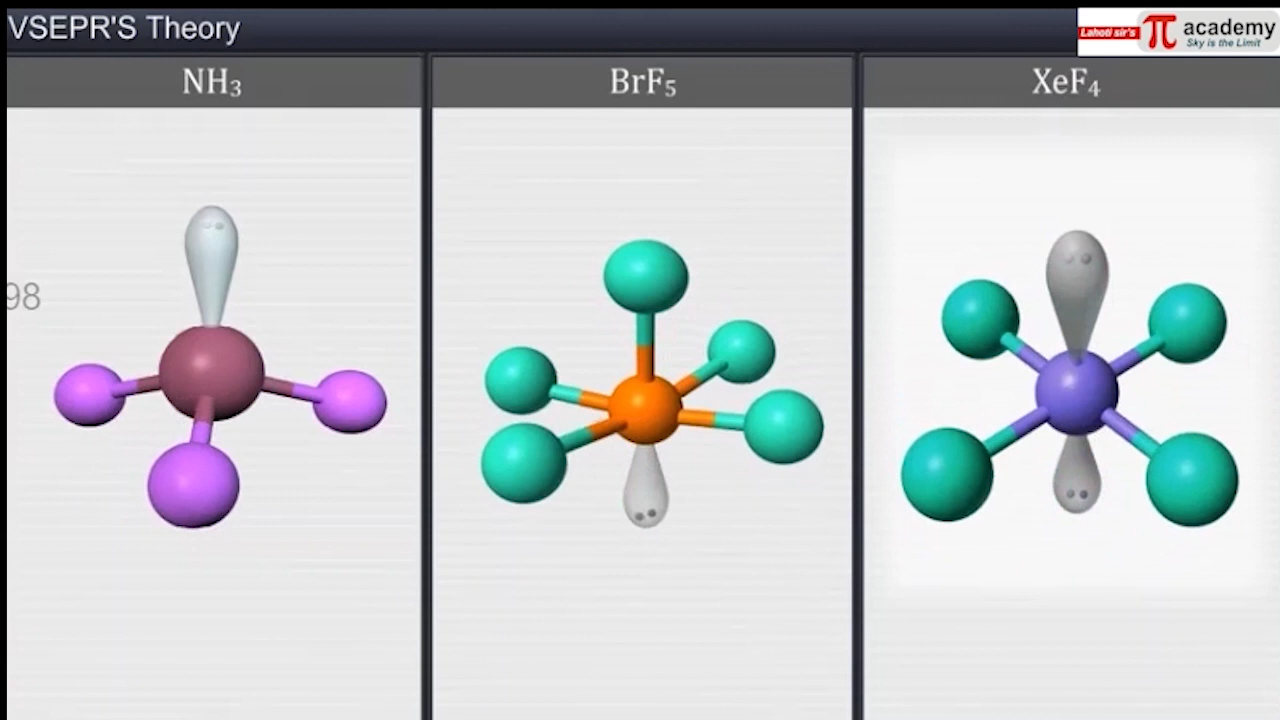 VSEPR'S Theory
Lahoti sir's π academy
Sky is the Limit
NH₃
BrF₅
XeF₄
98